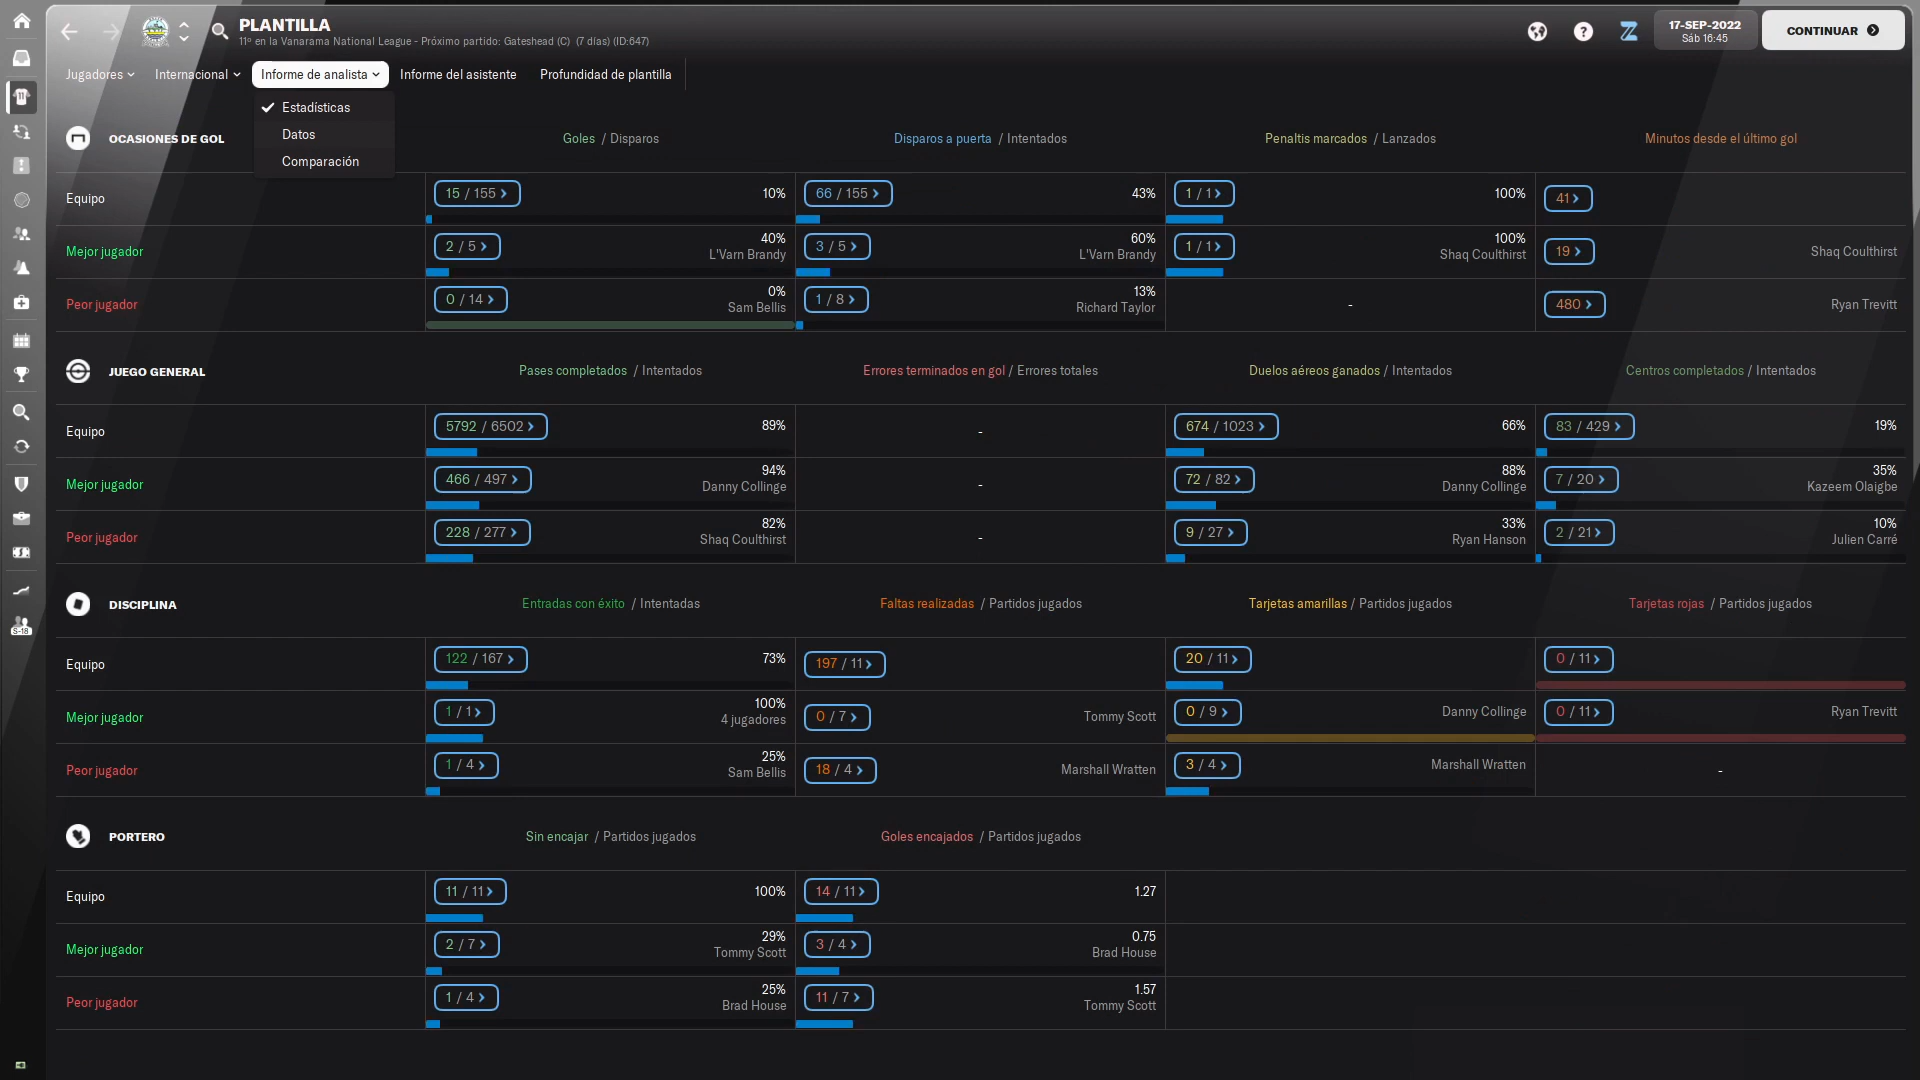 PLANTILLA
11º en la Vanarama National League - Próximo partido: Gateshead (C) (7 días) (ID:647)
17-SEP-2022
Sáb 16:45
CONTINUAR
Jugadores
Internacional
Informe de analista
Informe del asistente
Profundidad de plantilla
Estadísticas
Datos
Comparación
OCASIONES DE GOL
Goles / Disparos
Disparos a puerta / Intentados
Penaltis marcados / Lanzados
Minutos desde el último gol
Equipo
15 / 155
10%
66 / 155
43%
1 / 1
100%
41
Mejor jugador
2 / 5
40%
L'Varn Brandy
3 / 5
60%
L'Varn Brandy
1 / 1
100%
Shaq Coulthirst
19
Shaq Coulthirst
Peor jugador
0 / 14
0%
Sam Bellis
1 / 8
13%
Richard Taylor
-
480
Ryan Trevitt
JUEGO GENERAL
Pases completados / Intentados
Errores terminados en gol / Errores totales
Duelos aéreos ganados / Intentados
Centros completados / Intentados
Equipo
5792 / 6502
89%
-
674 / 1023
66%
83 / 429
19%
Mejor jugador
466 / 497
94%
Danny Collinge
-
72 / 82
88%
Danny Collinge
7 / 20
35%
Kazeem Olaigbe
Peor jugador
228 / 277
82%
Shaq Coulthirst
-
9 / 27
33%
Ryan Hanson
2 / 21
10%
Julien Carré
DISCIPLINA
Entradas con éxito / Intentadas
Faltas realizadas / Partidos jugados
Tarjetas amarillas / Partidos jugados
Tarjetas rojas / Partidos jugados
Equipo
122 / 167
73%
197 / 11
20 / 11
0 / 11
Mejor jugador
1 / 1
100%
4 jugadores
0 / 7
Tommy Scott
0 / 9
Danny Collinge
0 / 11
Ryan Trevitt
Peor jugador
1 / 4
25%
Sam Bellis
18 / 4
Marshall Wratten
3 / 4
Marshall Wratten
-
PORTERO
Sin encajar / Partidos jugados
Goles encajados / Partidos jugados
Equipo
11 / 11
100%
14 / 11
1.27
Mejor jugador
2 / 7
29%
Tommy Scott
3 / 4
0.75
Brad House
Peor jugador
1 / 4
25%
Brad House
11 / 7
1.57
Tommy Scott
11
S-18